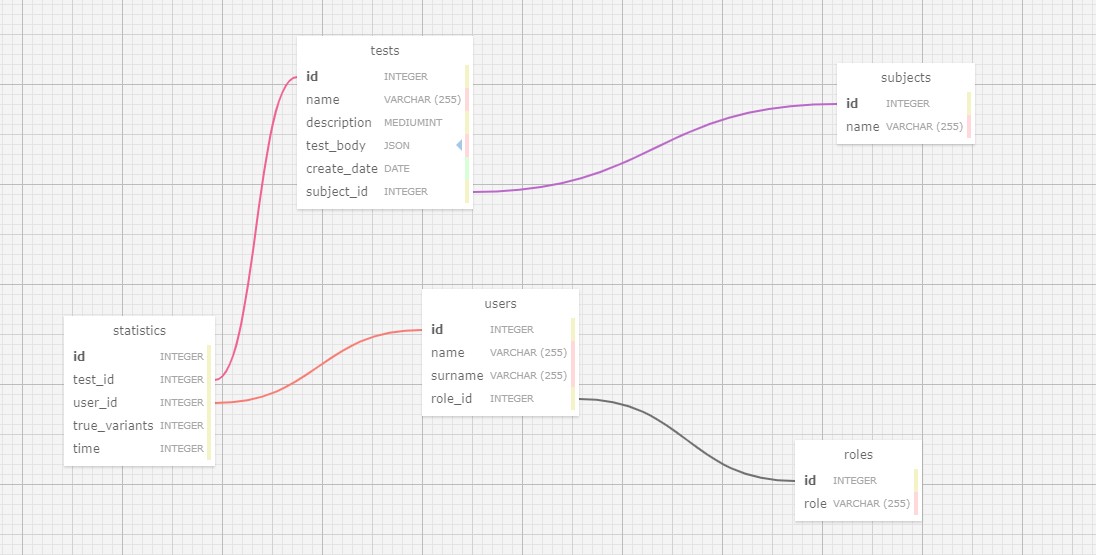 tests
id INTEGER
name VARCHAR (255)
description MEDIUMINT
test_body JSON
create_date DATE
subject_id INTEGER
subjects
id INTEGER
name VARCHAR (255)
users
id INTEGER
name VARCHAR (255)
surname VARCHAR (255)
role_id INTEGER
statistics
id INTEGER
test_id INTEGER
user_id INTEGER
true_variants INTEGER
time INTEGER
roles
id INTEGER
role VARCHAR (255)